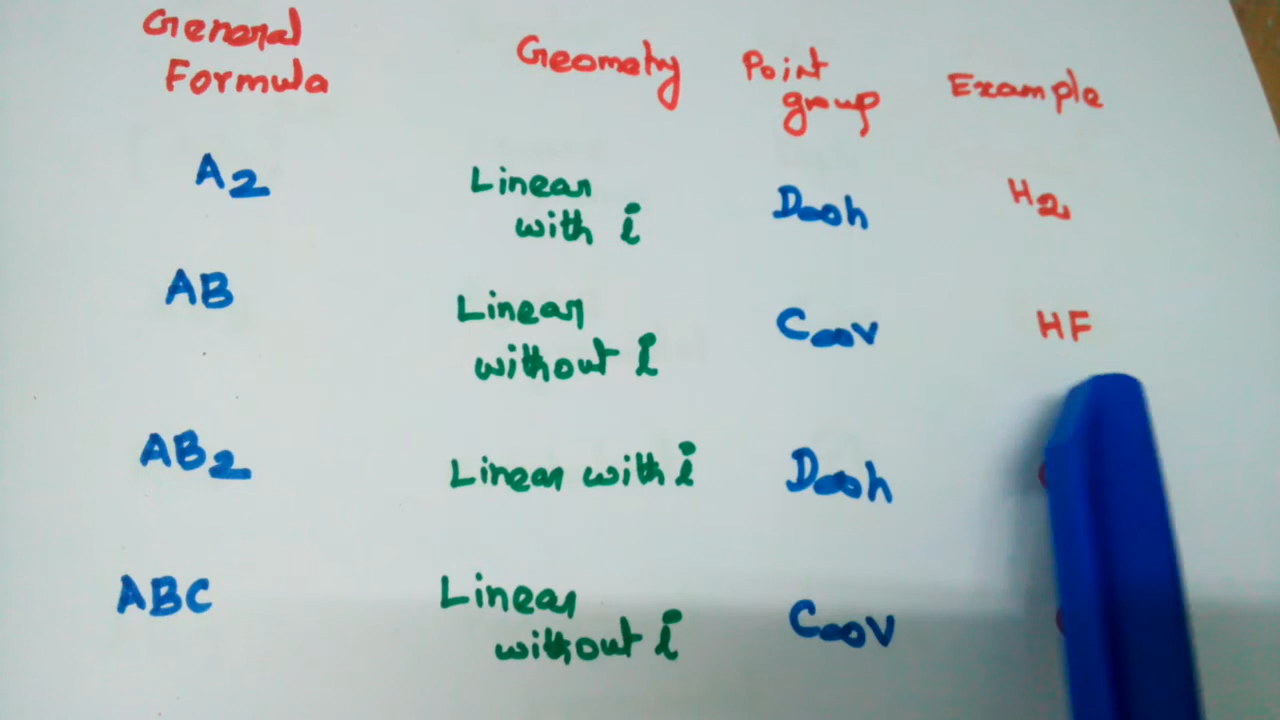 General
Formula
Geometry
Point
group
Example
A2
Linear
with i
D∞h
H2
AB
Linear
without i
C∞v
HF
AB2
Linear with i
D∞h
ABC
Linear
without i
C∞v